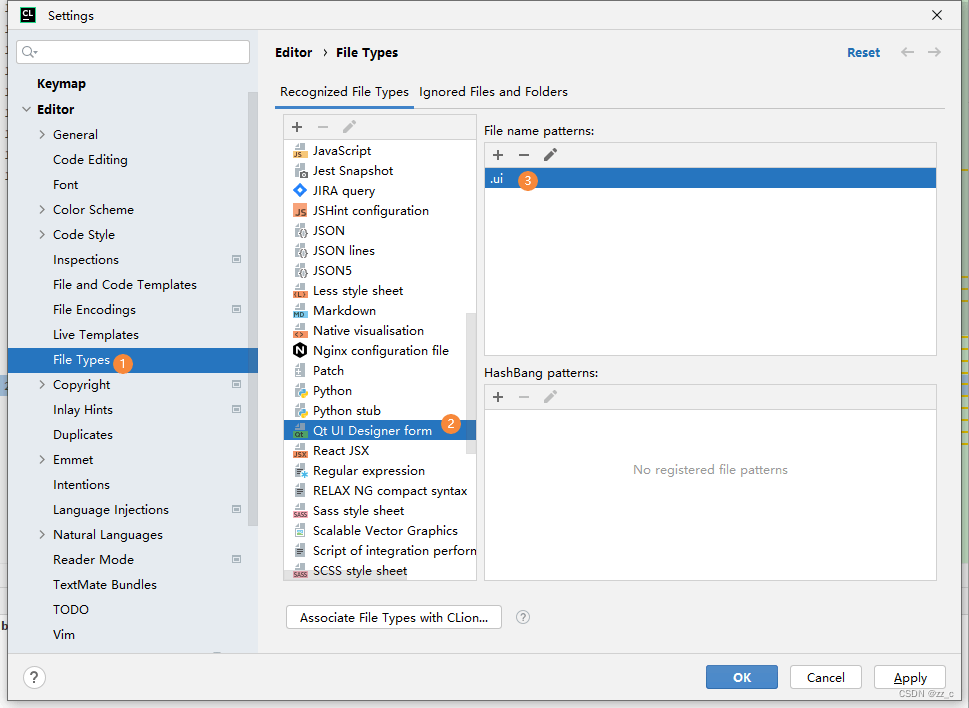 CL
Settings
Keymap
Editor
General
Code Editing
Font
Color Scheme
Code Style
Inspections
File and Code Templates
File Encodings
Live Templates
File Types 1
Copyright
Inlay Hints
Duplicates
Emmet
Intentions
Language Injections
Natural Languages
Reader Mode
TextMate Bundles
TODO
Vim
Editor › File Types
Reset
Recognized File Types Ignored Files and Folders
JavaScript
Jest Snapshot
JIRA query
JSHint configuration
JSON
JSON lines
JSON5
Less style sheet
Markdown
Native visualisation
Nginx configuration file
Patch
Python
Python stub
Qt UI Designer form 2
React JSX
Regular expression
RELAX NG compact syntax
Sass style sheet
Scalable Vector Graphics
Script of integration perforn
SCSS style sheet
File name patterns:
.ui 3
HashBang patterns:
No registered file patterns
Associate File Types with CLion... ?
? OK Cancel Apply
CSDN @zz_c